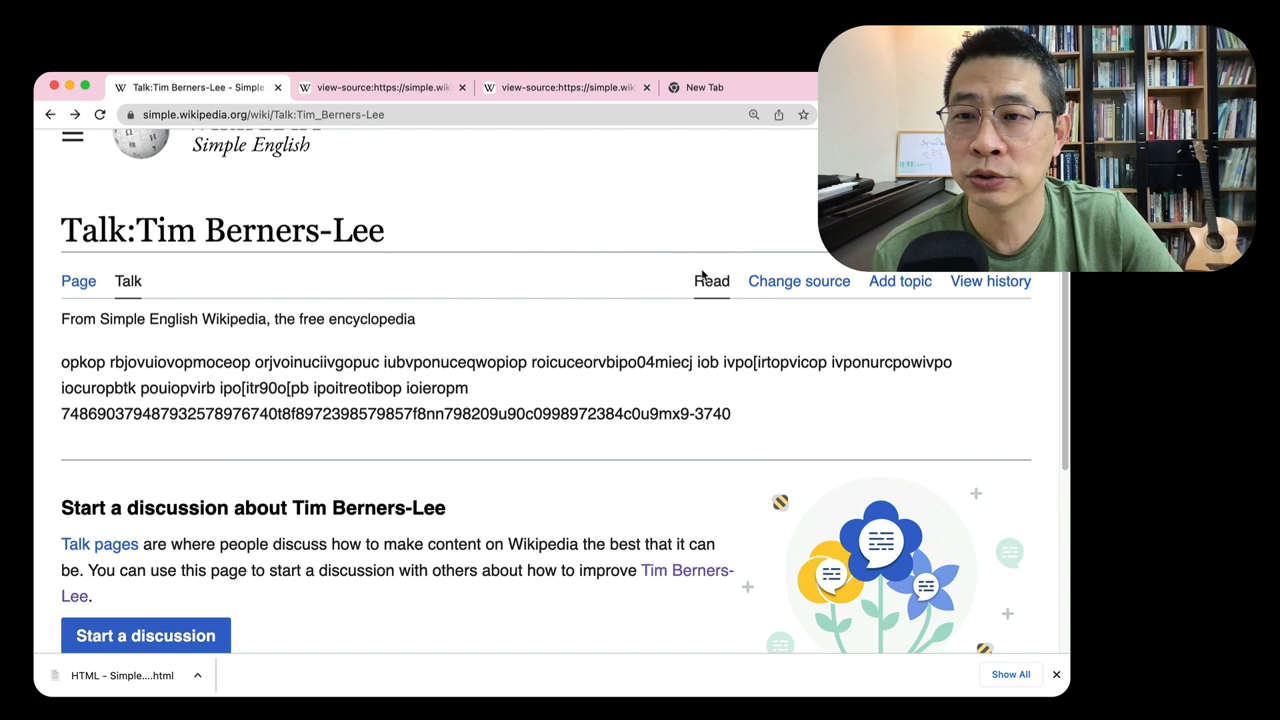 Talk:Tim Berners-Lee - Simple
view-source:https://simple.wiki
view-source:https://simple.wiki
New Tab
simple.wikipedia.org/wiki/Talk:Tim_Berners-Lee
Simple English
Talk:Tim Berners-Lee
Page Talk Read Change source Add topic View history
From Simple English Wikipedia, the free encyclopedia
opkop rbjovuiovopmoceop orjvoinuciivgopuc iubvponuceqwopiop roicuceorvbipo04miecj iob ivpo[irtopvicop ivponurcpowivpo
iocuropbtk pouiopvirb ipo[itr90o[pb ipoitreotibop ioieropm
748690379487932578976740t8f8972398579857f8nn798209u90c0998972384c0u9mx9-3740
Start a discussion about Tim Berners-Lee
Talk pages are where people discuss how to make content on Wikipedia the best that it can
be. You can use this page to start a discussion with others about how to improve Tim Berners-
Lee.
Start a discussion
HTML - Simple....html
Show All